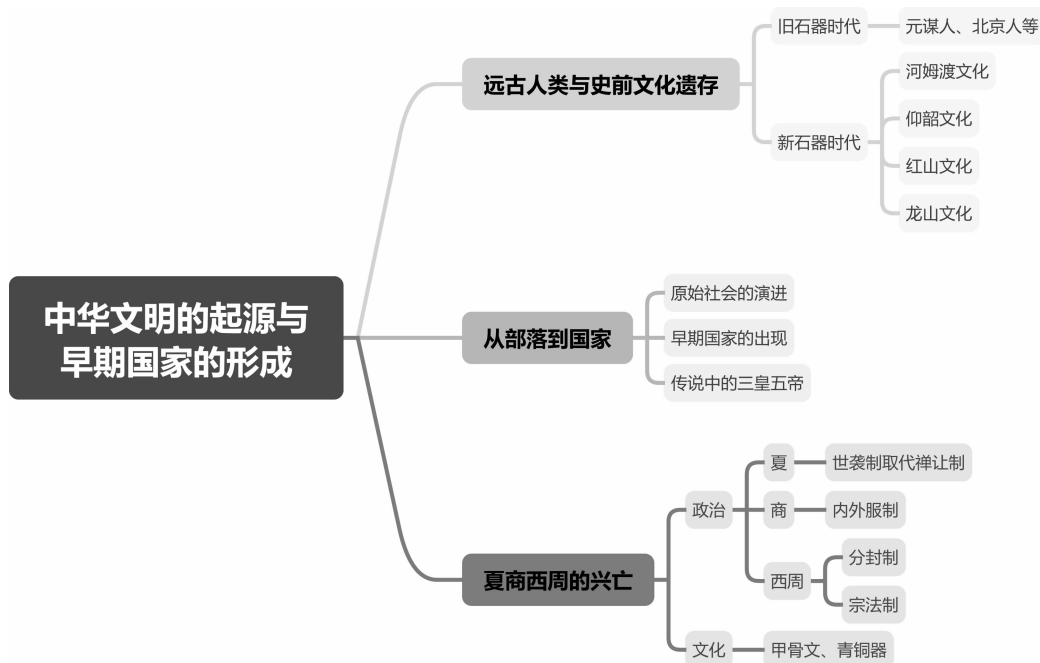 中华文明的起源与
早期国家的形成
远古人类与史前文化遗存
旧石器时代
元谋人、北京人等
新石器时代
河姆渡文化
仰韶文化
红山文化
龙山文化
从部落到国家
原始社会的演进
早期国家的出现
传说中的三皇五帝
夏商西周的兴亡
政治
夏
世袭制取代禅让制
商
内外服制
西周
分封制
宗法制
文化
甲骨文、青铜器